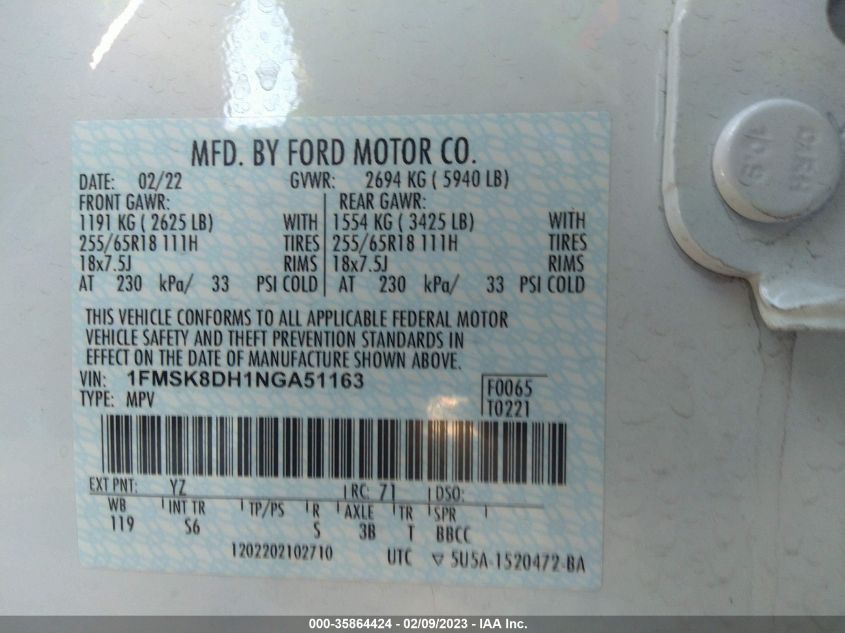 MFD. BY FORD MOTOR CO.
DATE: 02/22 GVWR: 2694 KG ( 5940 LB)
FRONT GAWR: REAR GAWR:
1191 KG ( 2625 LB) WITH 1554 KG ( 3425 LB) WITH
255/65R18 111H TIRES 255/65R18 111H TIRES
18x7.5J RIMS 18x7.5J RIMS
AT 230 kPa/ 33 PSI COLD AT 230 kPa/ 33 PSI COLD
THIS VEHICLE CONFORMS TO ALL APPLICABLE FEDERAL MOTOR
VEHICLE SAFETY AND THEFT PREVENTION STANDARDS IN
EFFECT ON THE DATE OF MANUFACTURE SHOWN ABOVE.
VIN: 1FMSK8DH1NGA51163 F0065
TYPE: MPV T0221
EXT PNT: YZ RC: 71 DSO:
WB INT TR TP/PS R AXLE TR SPR
119 S6 S 3B T BBCC
1202202102710 UTC ▽ 5U5A-1520472-BA
10.9
000-35864424 - 02/09/2023 - IAA Inc.